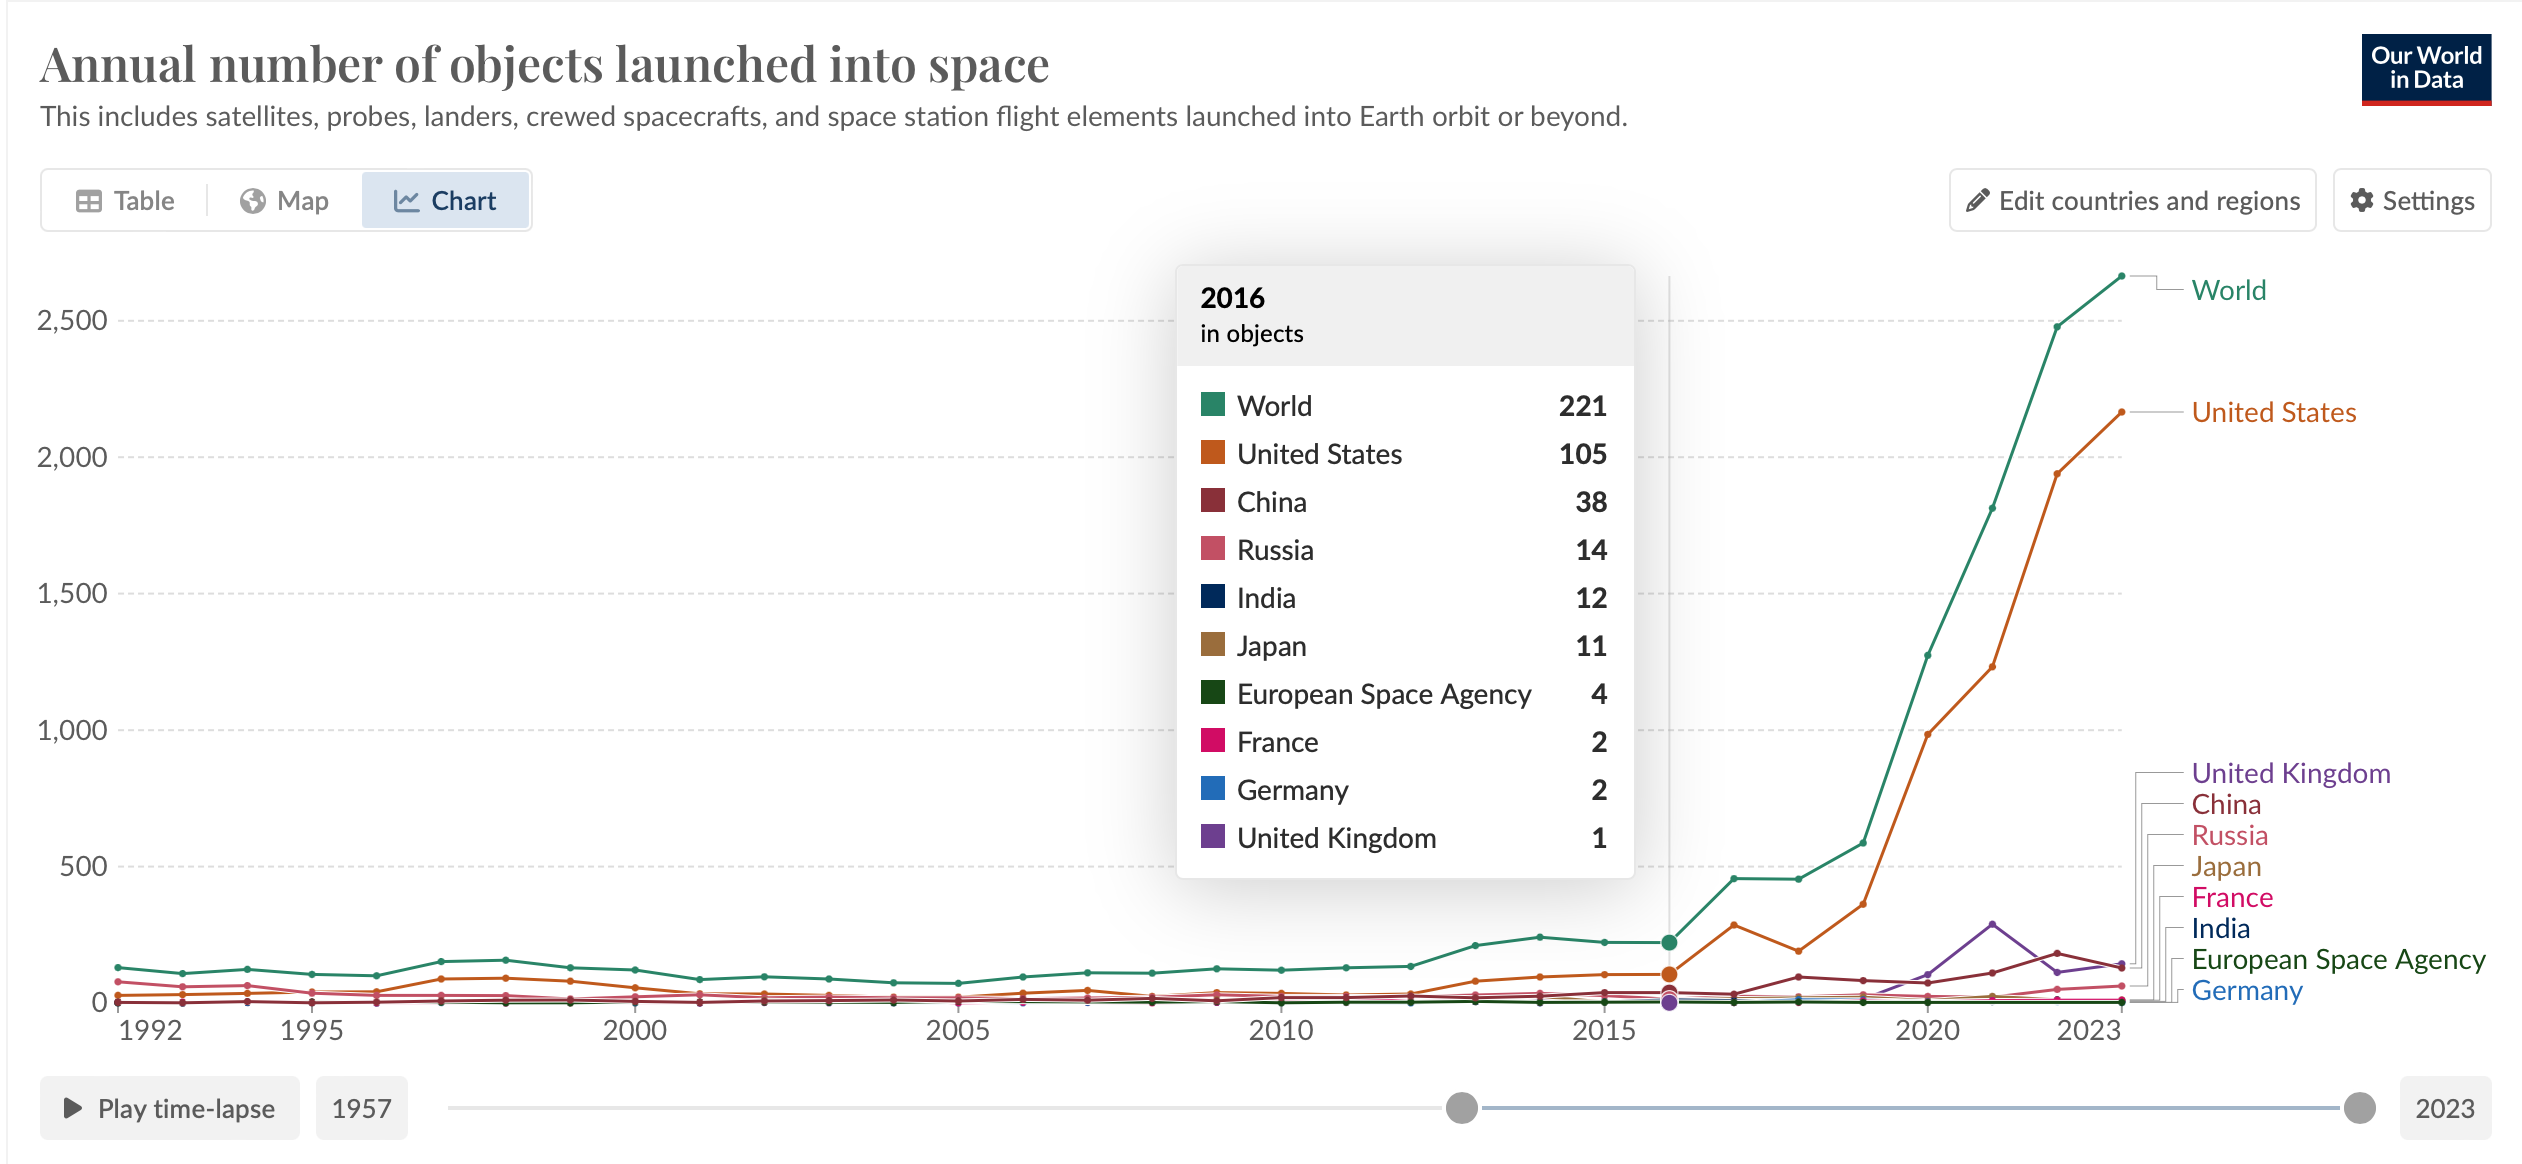 Annual number of objects launched into space
Our World
in Data
This includes satellites, probes, landers, crewed spacecrafts, and space station flight elements launched into Earth orbit or beyond.
Table
Map
Chart
Edit countries and regions
Settings
2016
in objects
World 221
United States 105
China 38
Russia 14
India 12
Japan 11
European Space Agency 4
France 2
Germany 2
United Kingdom 1
2,500
2,000
1,500
1,000
500
0
World
United States
United Kingdom
China
Russia
Japan
France
India
European Space Agency
Germany
1992 1995 2000 2005 2010 2015 2020 2023
Play time-lapse
1957
2023